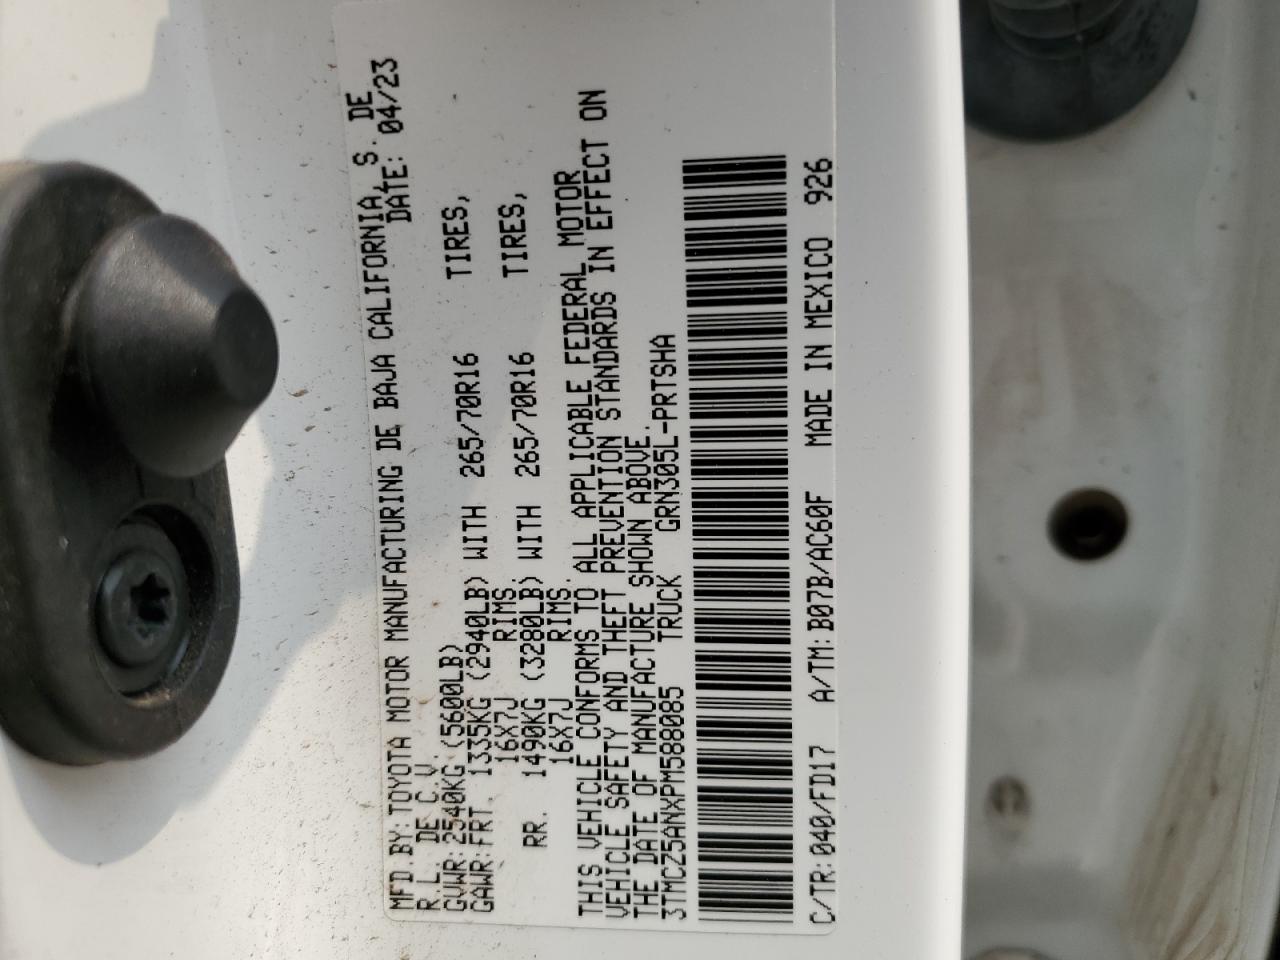 MFD.BY:TOYOTA MOTOR MANUFACTURING DE BAJA CALIFORNIA, S. DE
R.L. DE C.V. DATE: 04/23
GVWR:2540KG(5600LB)
GAWR:FRT. 1335KG(2940LB) WITH 265/70R16 TIRES,
16X7J RIMS.
RR. 1490KG(3280LB) WITH 265/70R16 TIRES,
16X7J RIMS.
THIS VEHICLE CONFORMS TO ALL APPLICABLE FEDERAL MOTOR
VEHICLE SAFETY AND THEFT PREVENTION STANDARDS IN EFFECT ON
THE DATE OF MANUFACTURE SHOWN ABOVE.
3TMCZ5ANXPM588085 TRUCK GRN305L-PRTSHA
C/TR:040/FD17 A/TM:B07B/AC60F MADE IN MEXICO 926